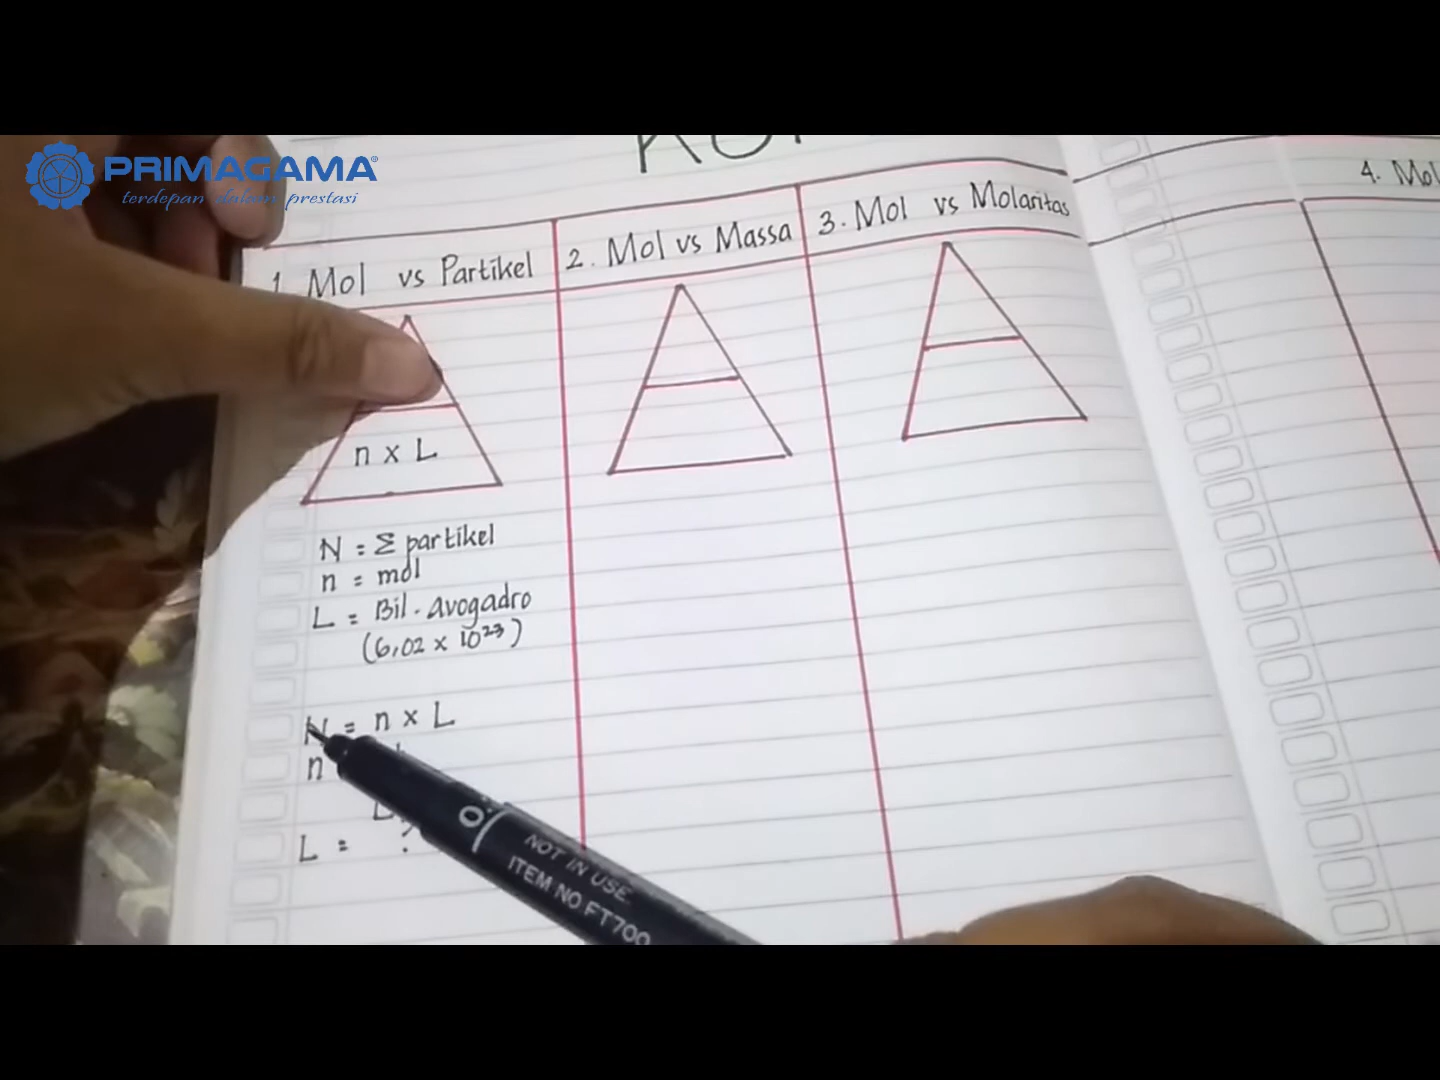 PRIMAGAMA®
terdepan dalam prestasi
1. Mol vs Partikel
2. Mol vs Massa
3. Mol vs Molaritas
4.
n x L
N = Σ partikel
n = mol
L = Bil. avogadro
(6,02 x 10²³)
N = n x L
n
L
L = ?
NOT IN USE
ITEM NO.FT700